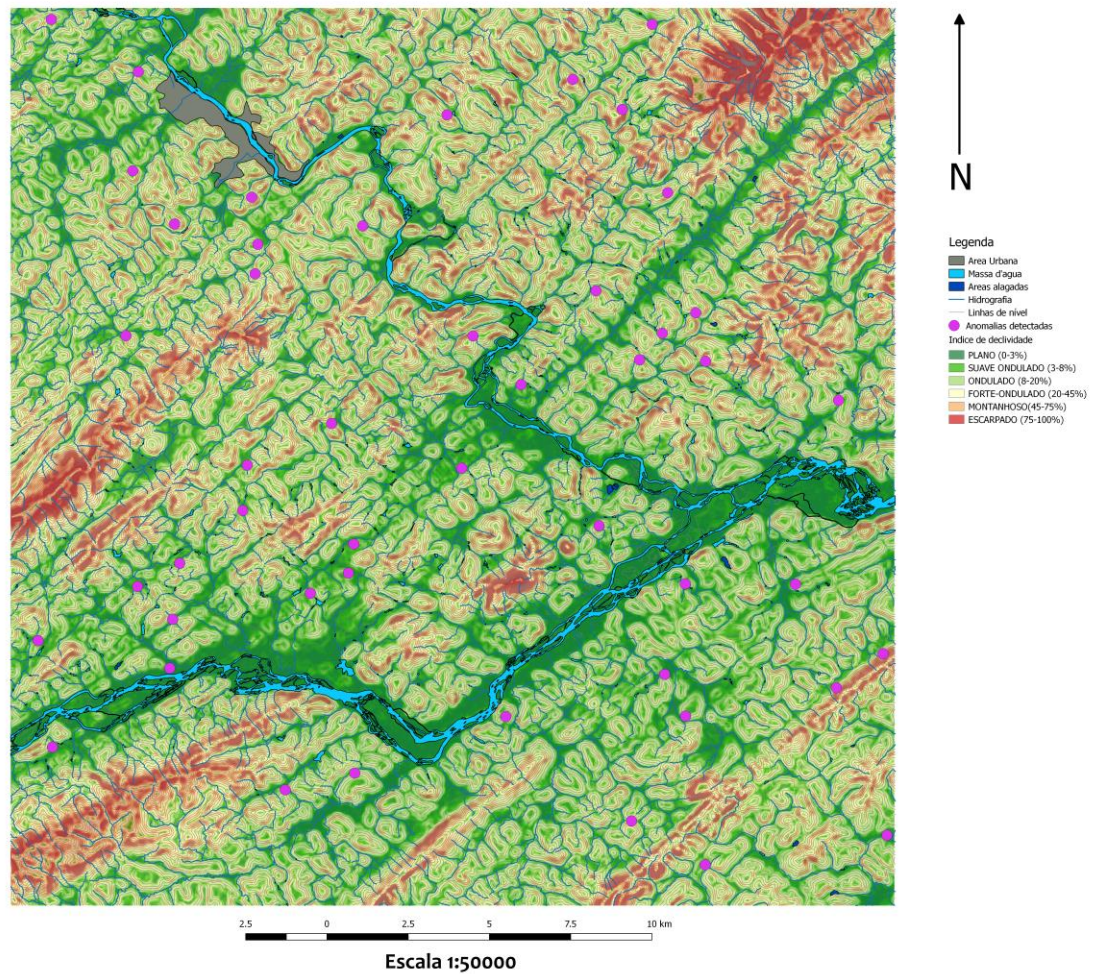 N
Legenda
Area Urbana
Massa d'agua
Areas alagadas
Hidrografia
Linhas de nível
Anomalias detectadas
Indice de declividade
PLANO (0-3%)
SUAVE ONDULADO (3-8%)
ONDULADO (8-20%)
FORTE-ONDULADO (20-45%)
MONTANHOSO(45-75%)
ESCARPADO (75-100%)
2.5 0 2.5 5 7.5 10 km
Escala 1:50000